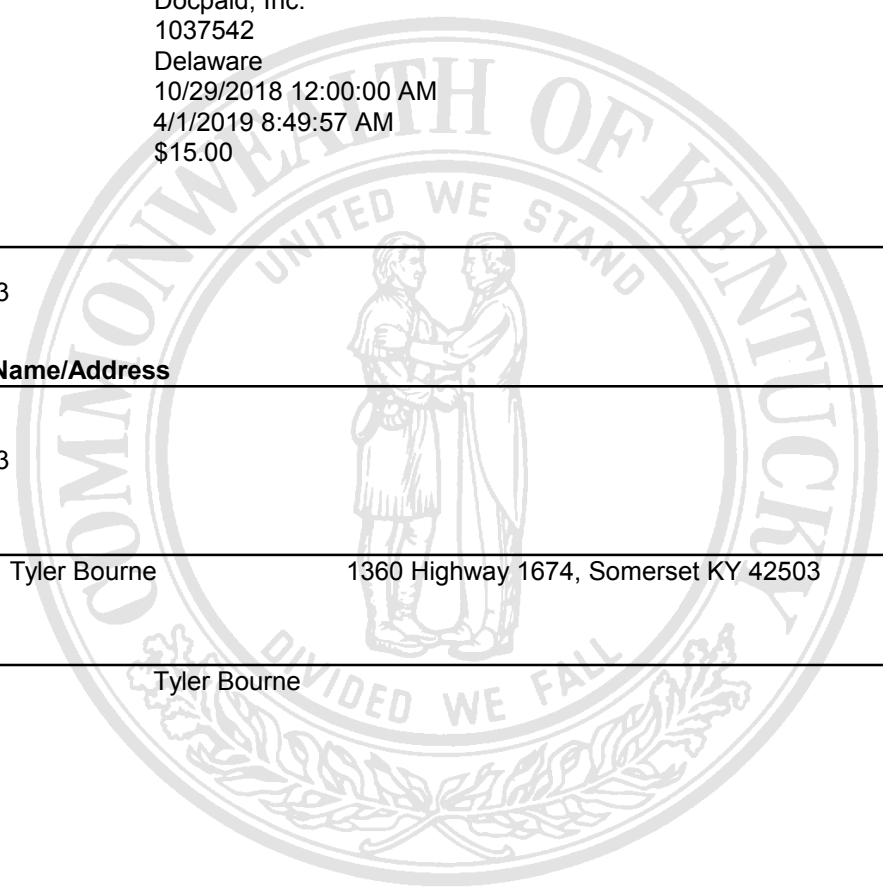 Docpaid, Inc.
1037542
Delaware
10/29/2018 12:00:00 AM
4/1/2019 8:49:57 AM
$15.00
COMMONWEALTH OF KENTUCKY
UNITED WE STAND
3
Name/Address
3
Tyler Bourne 1360 Highway 1674, Somerset KY 42503
Tyler Bourne
DIVIDED WE FALL